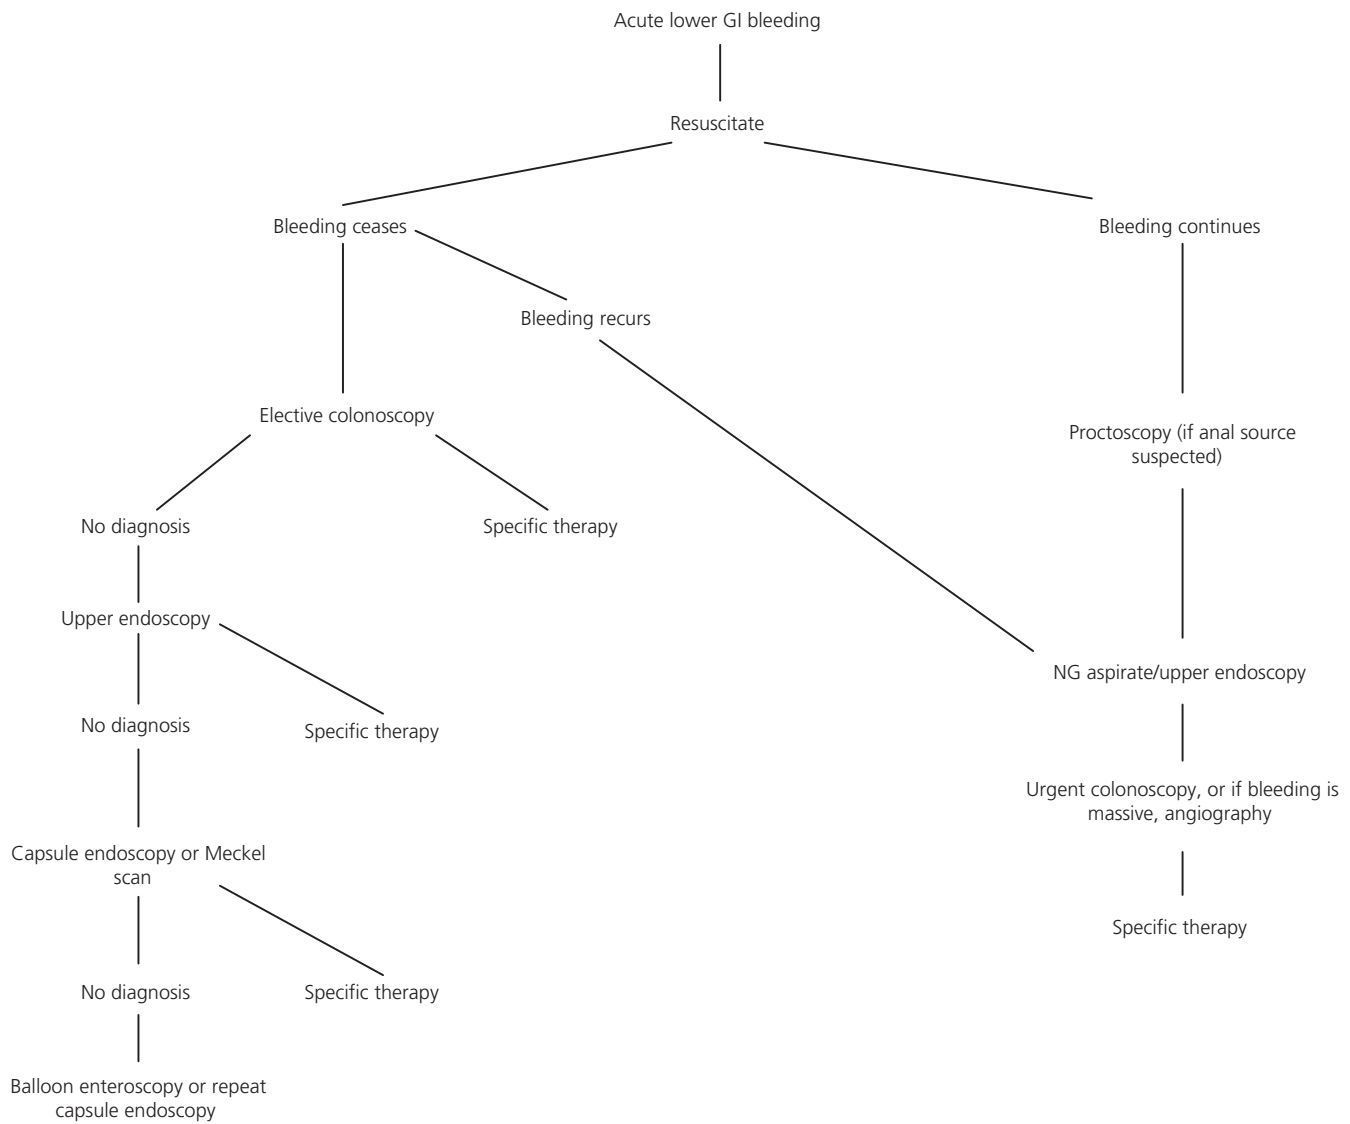 Acute lower GI bleeding
Resuscitate
Bleeding ceases
Bleeding continues
Bleeding recurs
Elective colonoscopy
Proctoscopy (if anal source
suspected)
No diagnosis
Specific therapy
Upper endoscopy
NG aspirate/upper endoscopy
No diagnosis
Specific therapy
Urgent colonoscopy, or if bleeding is
massive, angiography
Capsule endoscopy or Meckel
scan
Specific therapy
No diagnosis
Specific therapy
Balloon enteroscopy or repeat
capsule endoscopy